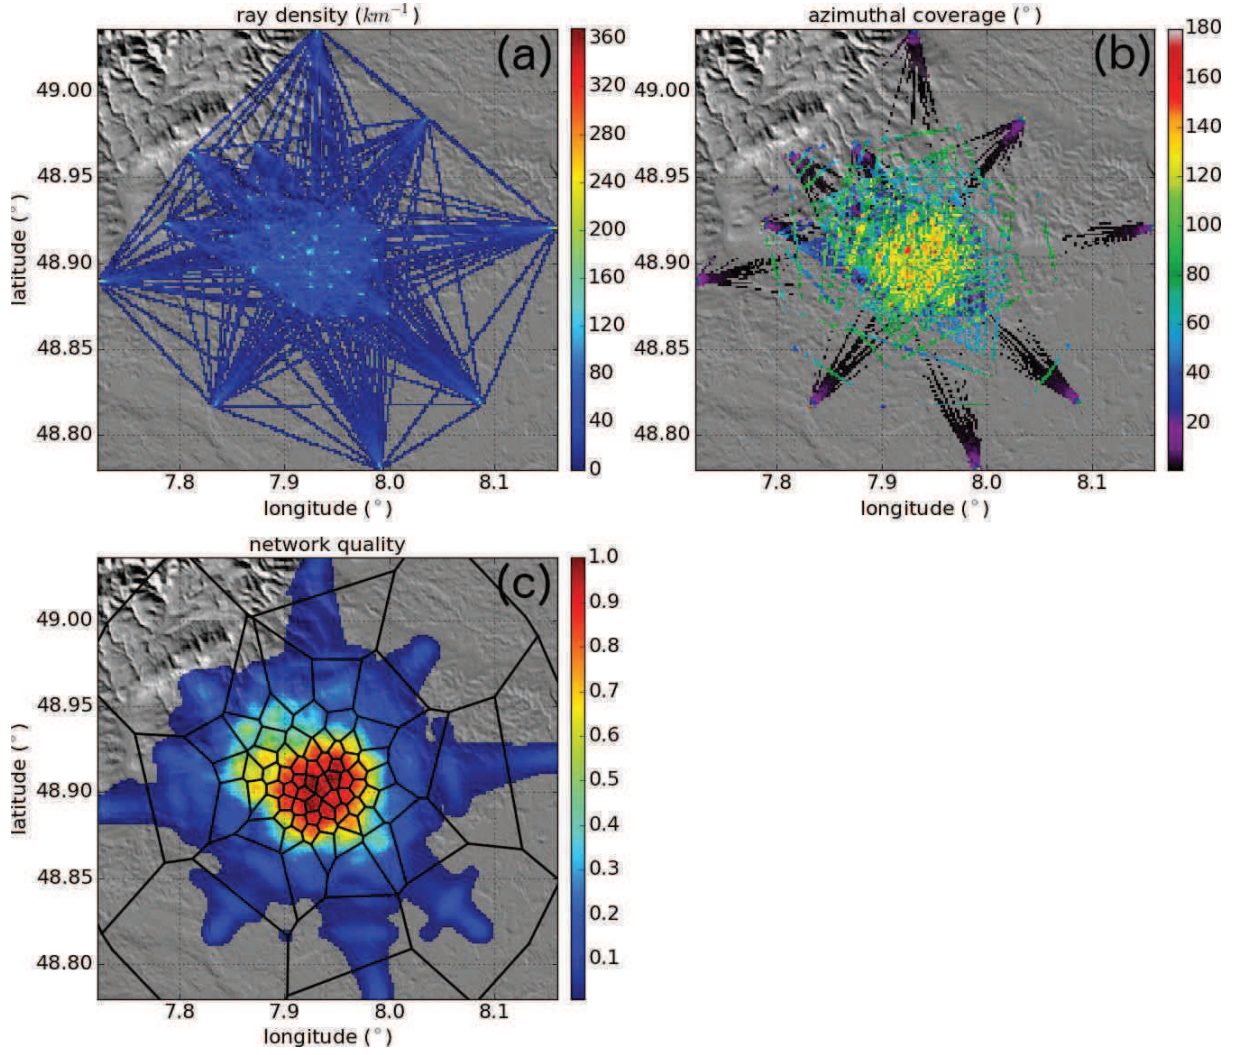 ray density (km⁻¹)
(a)
49.00
48.95
48.90
48.85
48.80
latitude (°)
7.8 7.9 8.0 8.1
longitude (°)
360
320
280
240
200
160
120
80
40
0
azimuthal coverage (°)
(b)
49.00
48.95
48.90
48.85
48.80
latitude (°)
7.8 7.9 8.0 8.1
longitude (°)
180
160
140
120
100
80
60
40
20
network quality
(c)
49.00
48.95
48.90
48.85
48.80
latitude (°)
7.8 7.9 8.0 8.1
longitude (°)
1.0
0.9
0.8
0.7
0.6
0.5
0.4
0.3
0.2
0.1